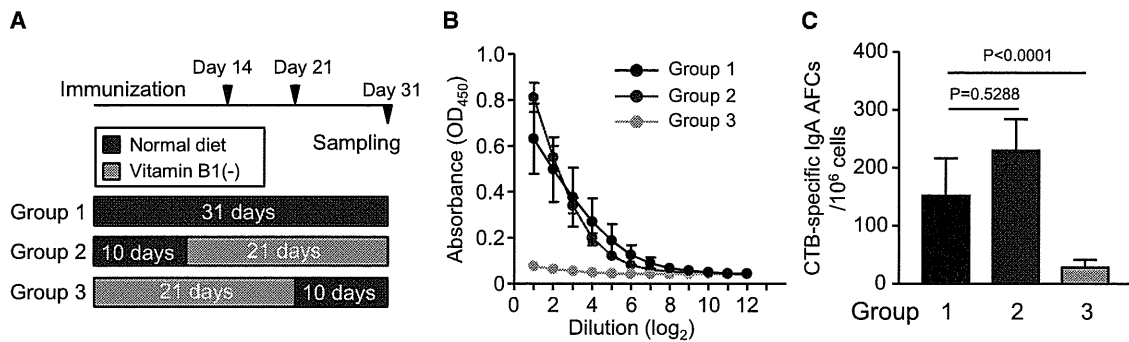 A
Day 14
Day 21
Immunization
Day 31
Sampling
Normal diet
Vitamin B1(-)
Group 1
31 days
Group 2
10 days
21 days
Group 3
21 days
10 days
B
Absorbance (OD450)
1.0
0.8
0.6
0.4
0.2
0
0 2 4 6 8 10 12
Dilution (log2)
Group 1
Group 2
Group 3
C
CTB-specific IgA AFCs
/10⁶ cells
400
300
200
100
0
P<0.0001
P=0.5288
Group 1 2 3